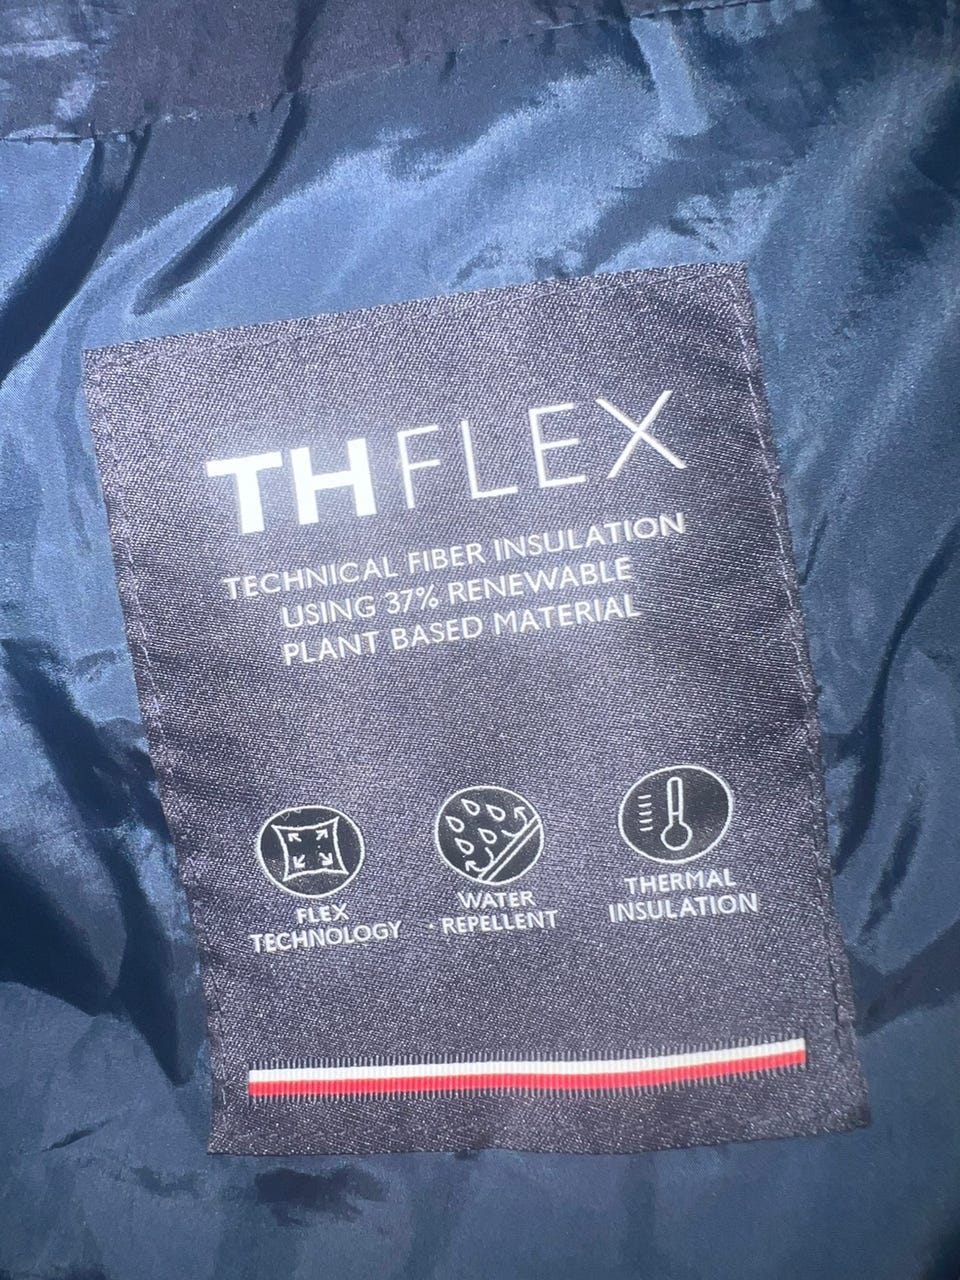 THFLEX
TECHNICAL FIBER INSULATION
USING 37% RENEWABLE
PLANT BASED MATERIAL
FLEX
TECHNOLOGY
WATER
REPELLENT
THERMAL
INSULATION